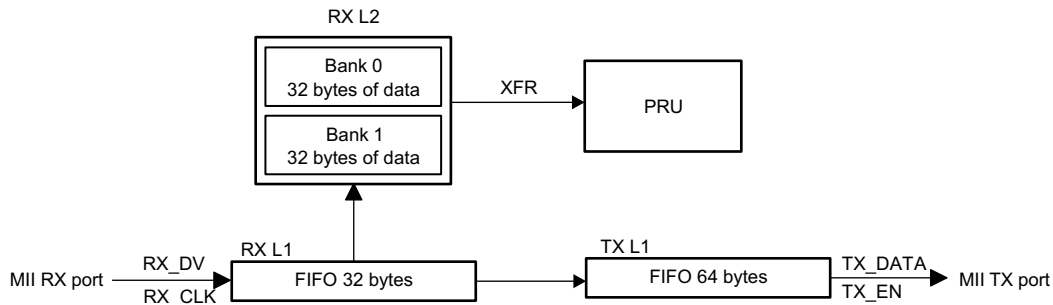 RX L2
Bank 0
32 bytes of data
XFR
PRU
Bank 1
32 bytes of data
RX L1
TX L1
MII RX port
RX_DV
RX_CLK
FIFO 32 bytes
FIFO 64 bytes
TX_DATA
TX_EN
MII TX port